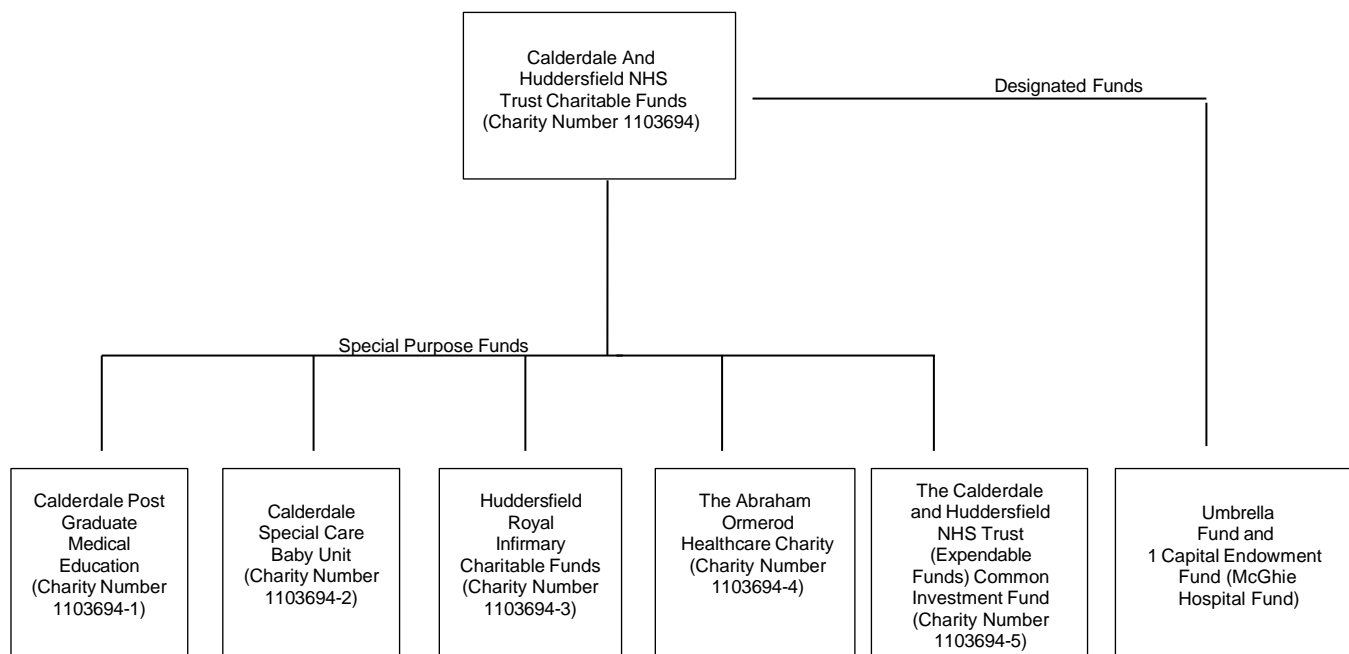 Calderdale And
Huddersfield NHS
Trust Charitable Funds
(Charity Number 1103694)
Designated Funds
Special Purpose Funds
Calderdale Post
Graduate
Medical
Education
(Charity Number
1103694-1)
Calderdale
Special Care
Baby Unit
(Charity Number
1103694-2)
Huddersfield
Royal
Infirmary
Charitable Funds
(Charity Number
1103694-3)
The Abraham
Ormerod
Healthcare Charity
(Charity Number
1103694-4)
The Calderdale
and Huddersfield
NHS Trust
(Expendable
Funds) Common
Investment Fund
(Charity Number
1103694-5)
Umbrella
Fund and
1 Capital Endowment
Fund (McGhie
Hospital Fund)